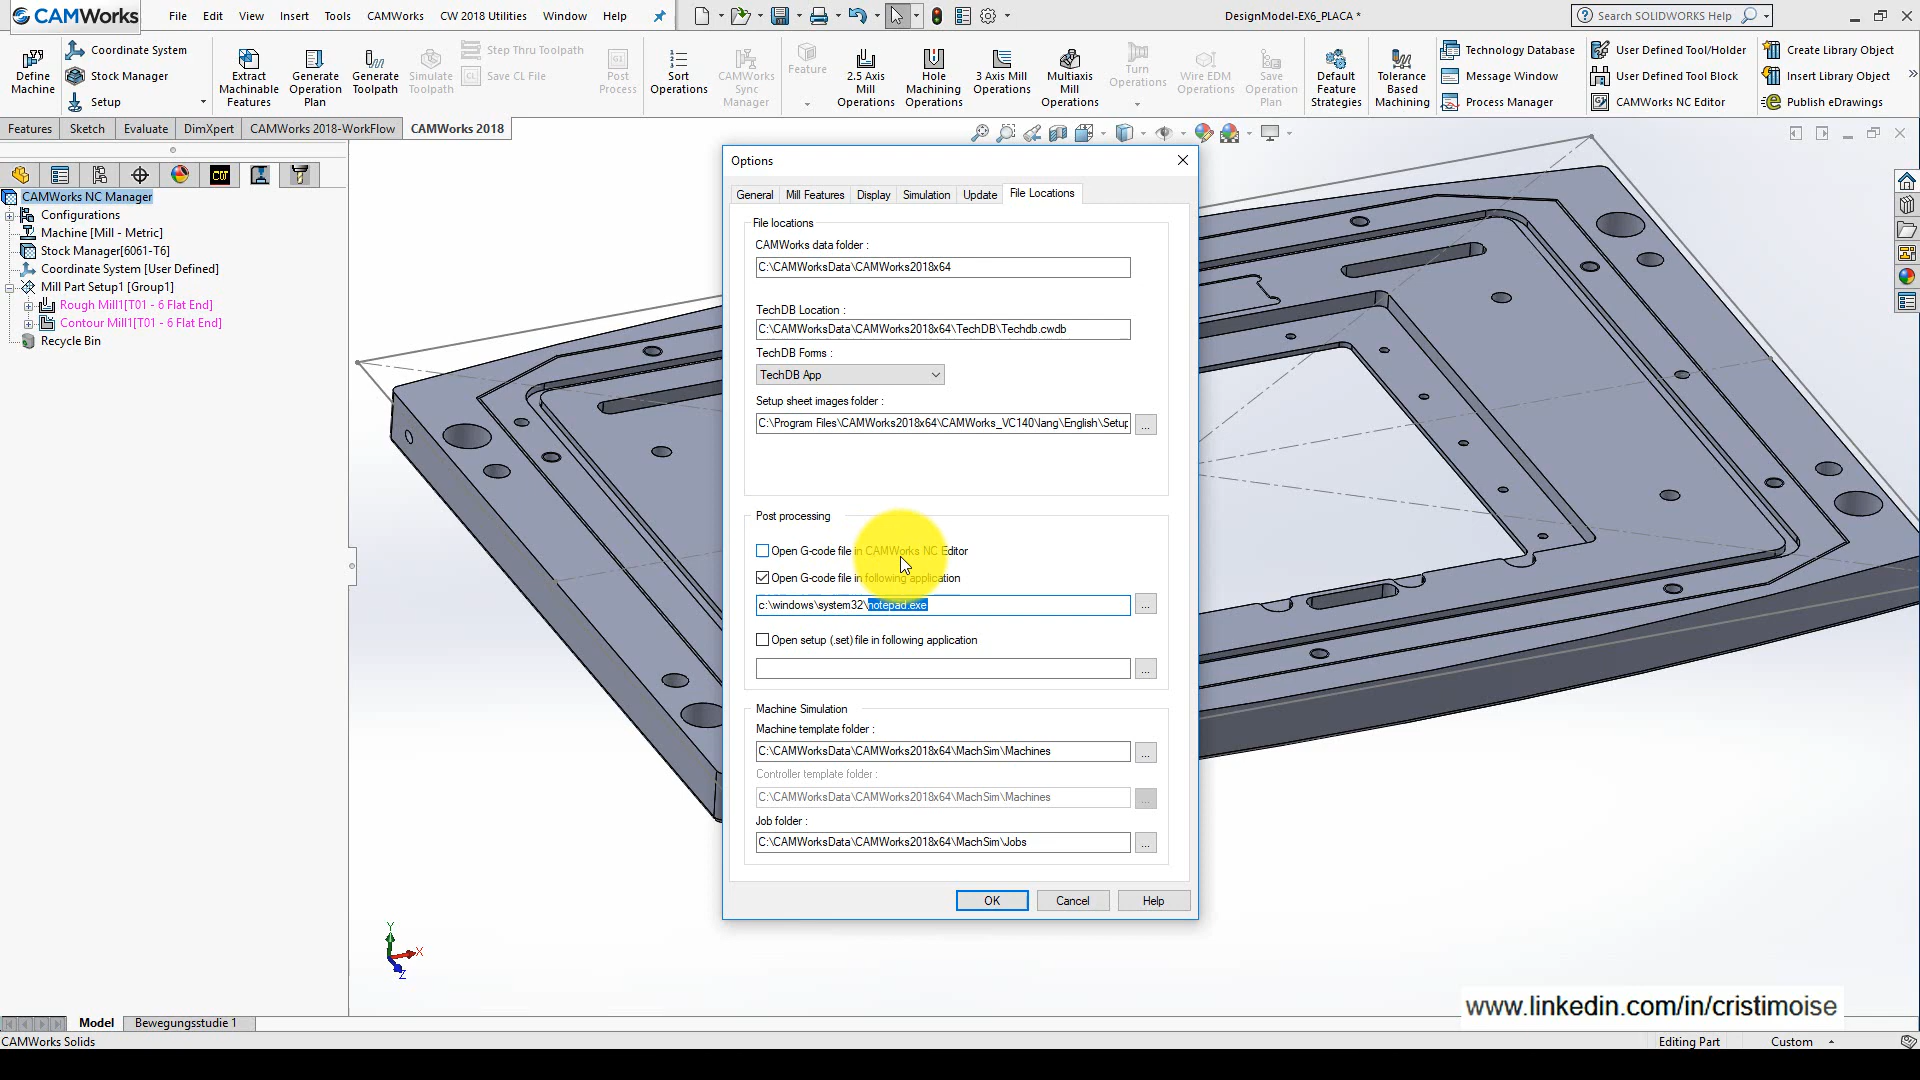 CAMWorks File Edit View Insert Tools CAMWorks CW 2018 Utilities Window Help DesignModel-EX6_PLACA * Search SOLIDWORKS Help
Define Machine
Coordinate System
Stock Manager
Setup
Extract Machinable Features
Generate Operation Plan
Generate Toolpath
Simulate Toolpath
Step Thru Toolpath
Save CL File
Post Process
Sort Operations
CAMWorks Sync Manager
Feature
2.5 Axis Mill Operations
Hole Machining Operations
3 Axis Mill Operations
Multiaxis Mill Operations
Turn Operations
Wire EDM Operations
Save Operation Plan
Default Feature Strategies
Tolerance Based Machining
Technology Database
Message Window
Process Manager
User Defined Tool/Holder
User Defined Tool Block
CAMWorks NC Editor
Create Library Object
Insert Library Object
Publish eDrawings
Features Sketch Evaluate DimXpert CAMWorks 2018-WorkFlow CAMWorks 2018
CAMWorks NC Manager
Configurations
Machine [Mill - Metric]
Stock Manager[6061-T6]
Coordinate System [User Defined]
Mill Part Setup1 [Group1]
Rough Mill1[T01 - 6 Flat End]
Contour Mill1[T01 - 6 Flat End]
Recycle Bin
Options
General Mill Features Display Simulation Update File Locations
File locations
CAMWorks data folder :
C:\CAMWorksData\CAMWorks2018x64
TechDB Location :
C:\CAMWorksData\CAMWorks2018x64\TechDB\Techdb.cwdb
TechDB Forms :
TechDB App
Setup sheet images folder :
C:\Program Files\CAMWorks2018x64\CAMWorks_VC140\lang\English\Setup
...
Post processing
Open G-code file in CAMWorks NC Editor
Open G-code file in following application
c:\windows\system32\notepad.exe
...
Open setup (.set) file in following application
...
Machine Simulation
Machine template folder :
C:\CAMWorksData\CAMWorks2018x64\MachSim\Machines
...
Controller template folder :
C:\CAMWorksData\CAMWorks2018x64\MachSim\Machines
...
Job folder :
C:\CAMWorksData\CAMWorks2018x64\MachSim\Jobs
...
OK Cancel Help
Y
X
Z
www.linkedin.com/in/cristimoise
Model Bewegungsstudie 1
CAMWorks Solids Editing Part Custom